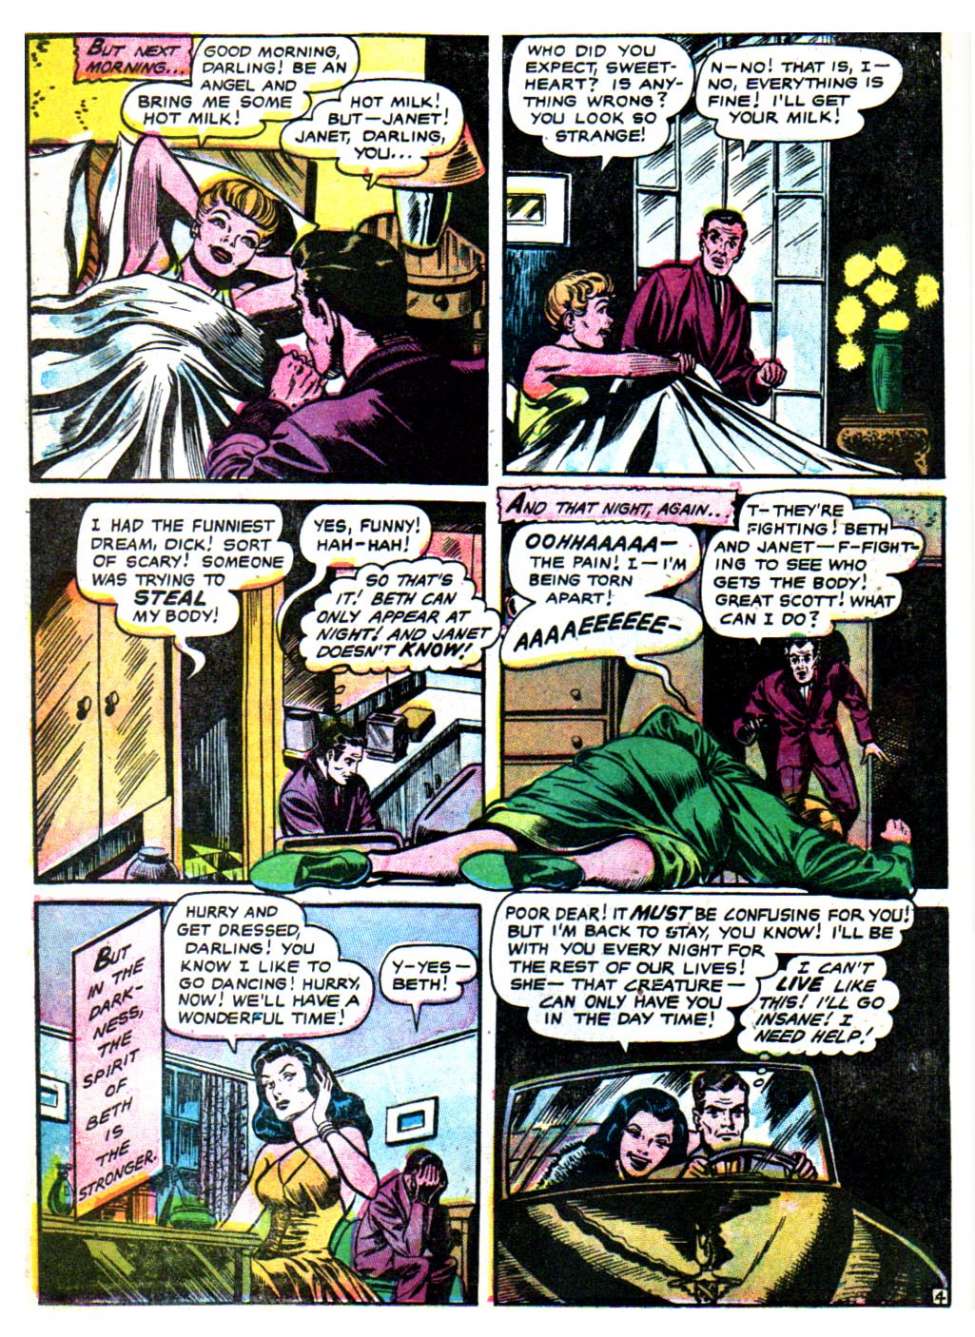 BUT NEXT
MORNING...
GOOD MORNING,
DARLING! BE AN
ANGEL AND
BRING ME SOME
HOT MILK!
HOT MILK!
BUT—JANET!
JANET, DARLING,
YOU...
WHO DID YOU
EXPECT, SWEET-
HEART? IS ANY-
THING WRONG?
YOU LOOK SO
STRANGE!
N-NO! THAT IS, I—
NO, EVERYTHING IS
FINE! I'LL GET
YOUR MILK!
I HAD THE FUNNIEST
DREAM, DICK! SORT
OF SCARY! SOMEONE
WAS TRYING TO
STEAL
MY BODY!
YES, FUNNY!
HAH-HAH!
SO THAT'S
IT! BETH CAN
ONLY APPEAR AT
NIGHT! AND JANET
DOESN'T KNOW!
AND THAT NIGHT, AGAIN...
OOHHAAAAA—
THE PAIN! I—I'M
BEING TORN
APART!
AAAAEEEEEE—
T-THEY'RE
FIGHTING! BETH
AND JANET—F-FIGHT-
ING TO SEE WHO
GETS THE BODY!
GREAT SCOTT! WHAT
CAN I DO?
BUT
IN THE
DARK-
NESS,
THE
SPIRIT
OF
BETH
IS
THE
STRONGER.
HURRY AND
GET DRESSED,
DARLING! YOU
KNOW I LIKE TO
GO DANCING! HURRY,
NOW! WE'LL HAVE A
WONDERFUL TIME!
Y-YES—
BETH!
POOR DEAR! IT MUST BE CONFUSING FOR YOU!
BUT I'M BACK TO STAY, YOU KNOW! I'LL BE
WITH YOU EVERY NIGHT FOR
THE REST OF OUR LIVES!
SHE—THAT CREATURE—
CAN ONLY HAVE YOU
IN THE DAY TIME!
I CAN'T
LIVE LIKE
THIS! I'LL GO
INSANE! I
NEED HELP!
4